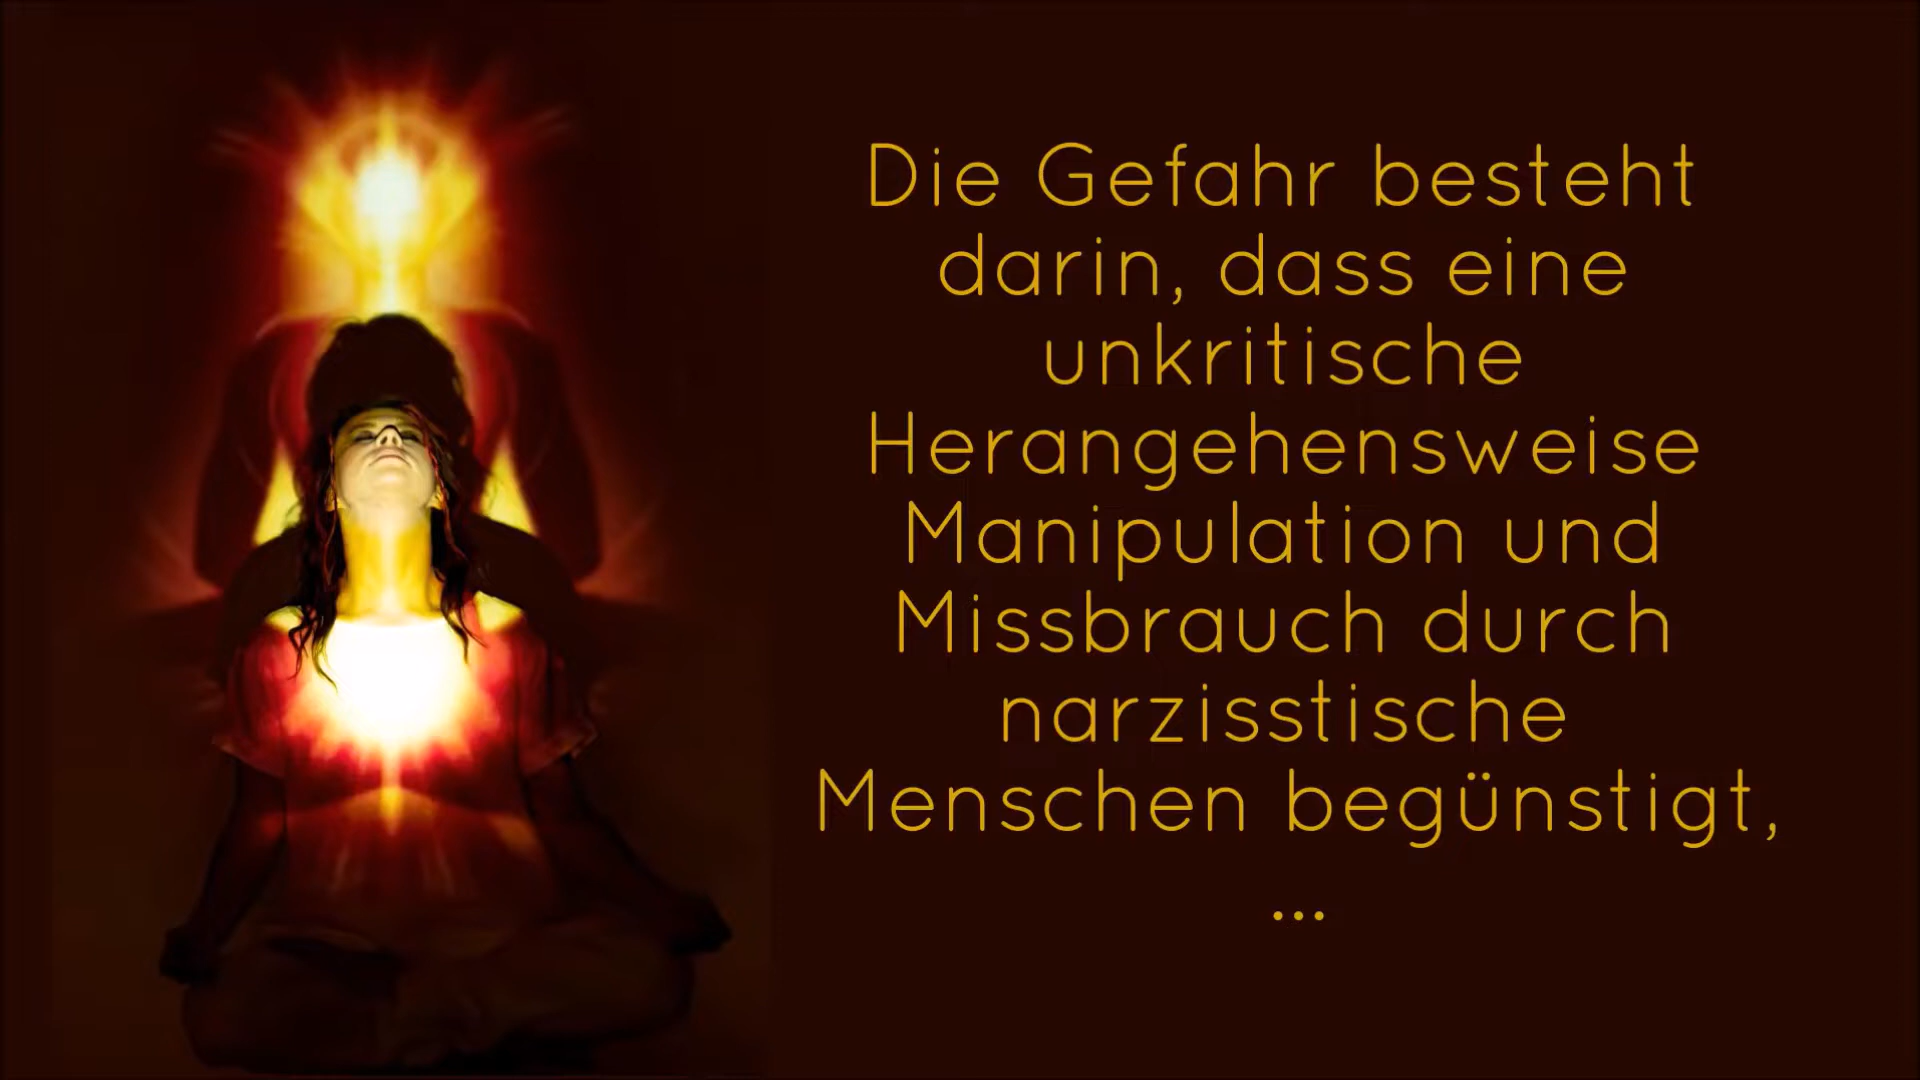 Die Gefahr besteht
darin, dass eine
unkritische
Herangehensweise
Manipulation und
Missbrauch durch
narzisstische
Menschen begünstigt,
...